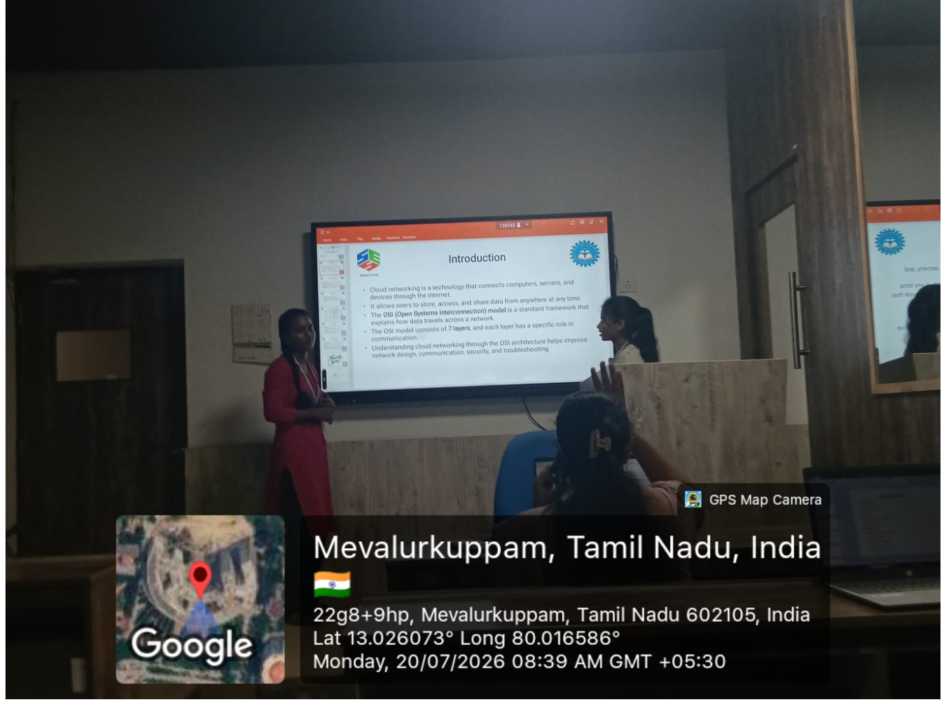 Introduction
• Cloud networking is a technology that connects computers, servers, and
devices through the internet.
• It allows users to store, access, and share data from anywhere at any time.
• The OSI (Open Systems Interconnection) model is a standard framework that
explains how data travels across a network.
• The OSI model consists of 7 layers, and each layer has a specific role in
communication.
• Understanding cloud networking through the OSI architecture helps improve
network design, communication, security, and troubleshooting.
GPS Map Camera
Mevalurkuppam, Tamil Nadu, India
22g8+9hp, Mevalurkuppam, Tamil Nadu 602105, India
Lat 13.026073° Long 80.016586°
Monday, 20/07/2026 08:39 AM GMT +05:30
Google